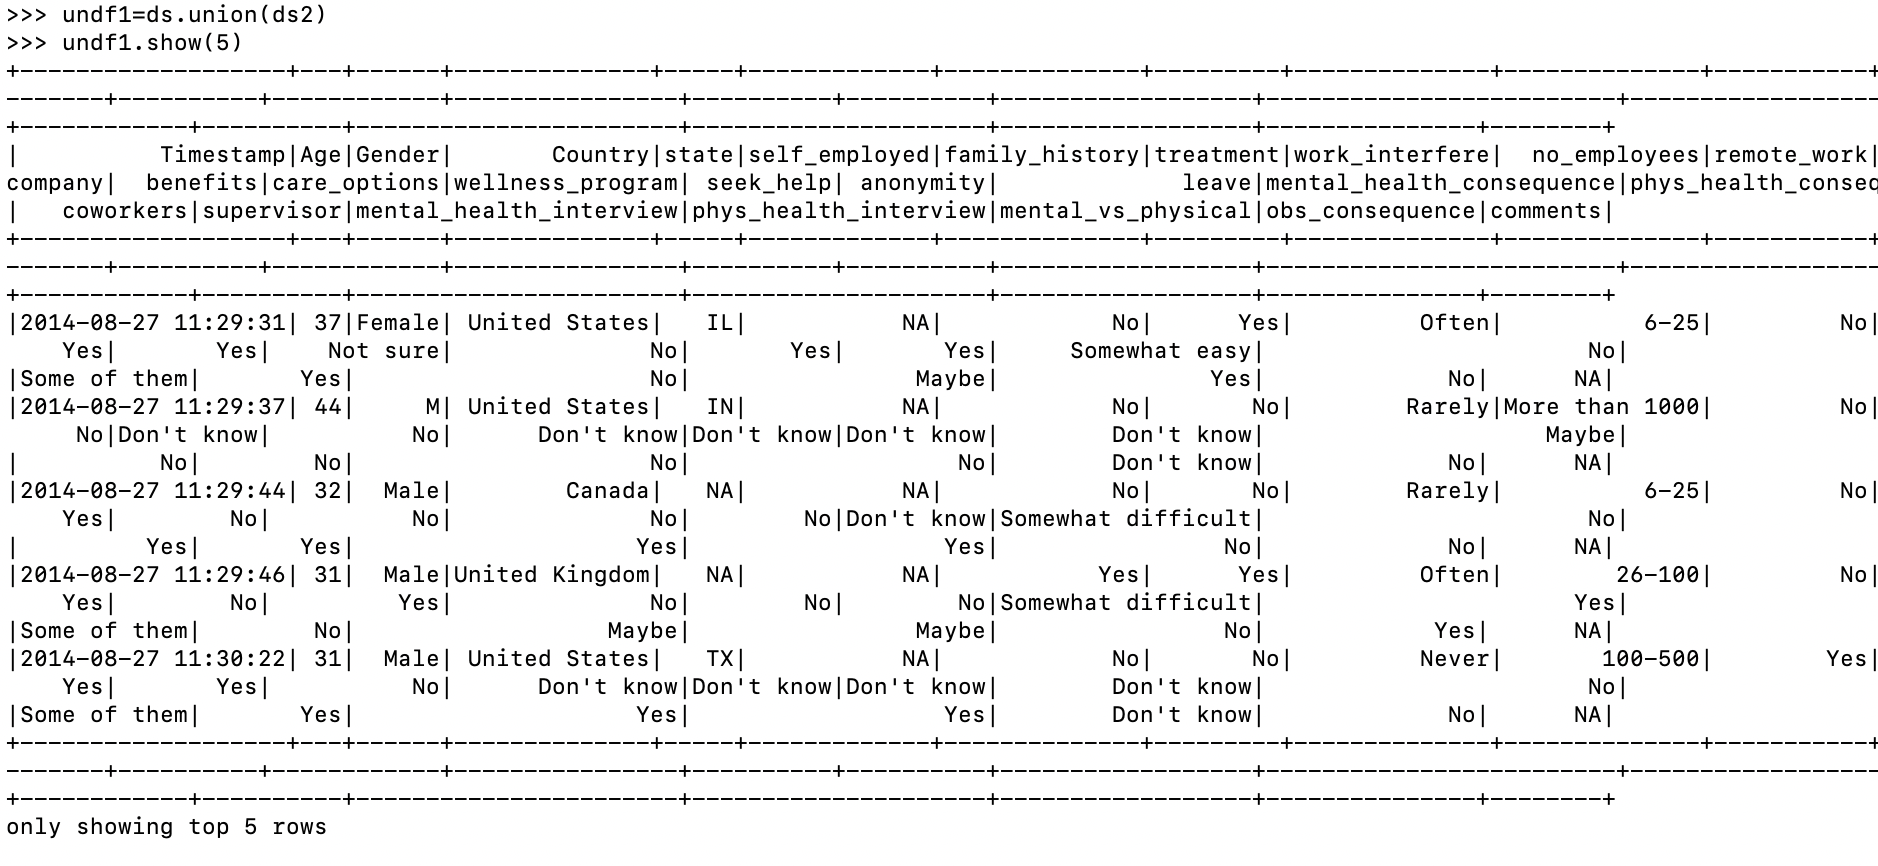 >>> undf1=ds.union(ds2)
>>> undf1.show(5)
+-------------------+---+------+--------------+-----+-------------+--------------+---------+--------------+--------------+-----------+
-------+----------+------------+----------------+----------+----------+------------------+-------------------------+------------------
+------------+----------+-----------------------+---------------------+------------------+---------------+--------+
|          Timestamp|Age|Gender|       Country|state|self_employed|family_history|treatment|work_interfere|  no_employees|remote_work|
company|  benefits|care_options|wellness_program| seek_help| anonymity|             leave|mental_health_consequence|phys_health_conseq
|   coworkers|supervisor|mental_health_interview|phys_health_interview|mental_vs_physical|obs_consequence|comments|
+-------------------+---+------+--------------+-----+-------------+--------------+---------+--------------+--------------+-----------+
-------+----------+------------+----------------+----------+----------+------------------+-------------------------+------------------
+------------+----------+-----------------------+---------------------+------------------+---------------+--------+
|2014-08-27 11:29:31| 37|Female| United States|   IL|           NA|            No|      Yes|         Often|          6-25|         No|
    Yes|       Yes|    Not sure|              No|       Yes|       Yes|     Somewhat easy|                       No|
|Some of them|       Yes|                     No|                Maybe|               Yes|             No|      NA|
|2014-08-27 11:29:37| 44|     M| United States|   IN|           NA|            No|       No|        Rarely|More than 1000|         No|
     No|Don't know|          No|      Don't know|Don't know|Don't know|        Don't know|                    Maybe|
|          No|        No|                     No|                   No|        Don't know|             No|      NA|
|2014-08-27 11:29:44| 32|  Male|        Canada|   NA|           NA|            No|       No|        Rarely|          6-25|         No|
    Yes|        No|          No|              No|        No|Don't know|Somewhat difficult|                       No|
|         Yes|       Yes|                    Yes|                  Yes|                No|             No|      NA|
|2014-08-27 11:29:46| 31|  Male|United Kingdom|   NA|           NA|           Yes|      Yes|         Often|        26-100|         No|
    Yes|        No|         Yes|              No|        No|        No|Somewhat difficult|                      Yes|
|Some of them|        No|                  Maybe|                Maybe|                No|            Yes|      NA|
|2014-08-27 11:30:22| 31|  Male| United States|   TX|           NA|            No|       No|         Never|       100-500|        Yes|
    Yes|       Yes|          No|      Don't know|Don't know|Don't know|        Don't know|                       No|
|Some of them|       Yes|                    Yes|                  Yes|        Don't know|             No|      NA|
+-------------------+---+------+--------------+-----+-------------+--------------+---------+--------------+--------------+-----------+
-------+----------+------------+----------------+----------+----------+------------------+-------------------------+------------------
+------------+----------+-----------------------+---------------------+------------------+---------------+--------+
only showing top 5 rows